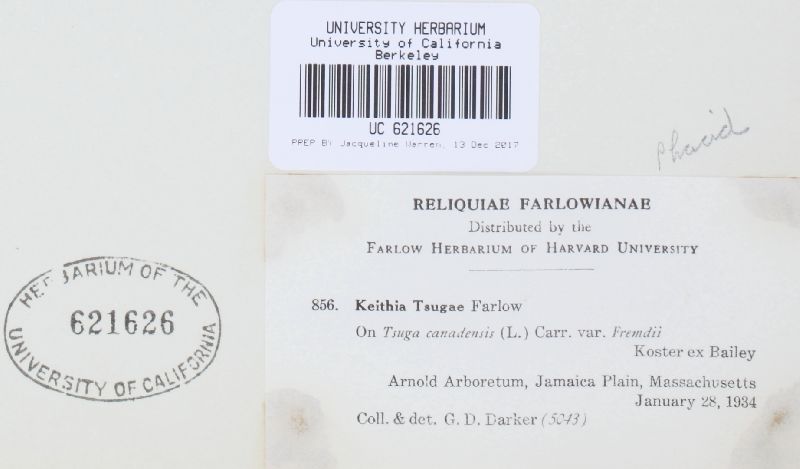 UNIVERSITY HERBARIUM
University of California
Berkeley
UC 621626
PREP BY Jacqueline Warren, 13 Dec 2017
phacid
RELIQUIAE FARLOWIANAE
Distributed by the
FARLOW HERBARIUM OF HARVARD UNIVERSITY
856. Keithia Tsugae Farlow
On Tsuga canadensis (L.) Carr. var. Fremdii
Koster ex Bailey
Arnold Arboretum, Jamaica Plain, Massachusetts
January 28, 1934
Coll. & det. G. D. Darker (5043)
HERBARIUM OF THE
621626
UNIVERSITY OF CALIFORNIA